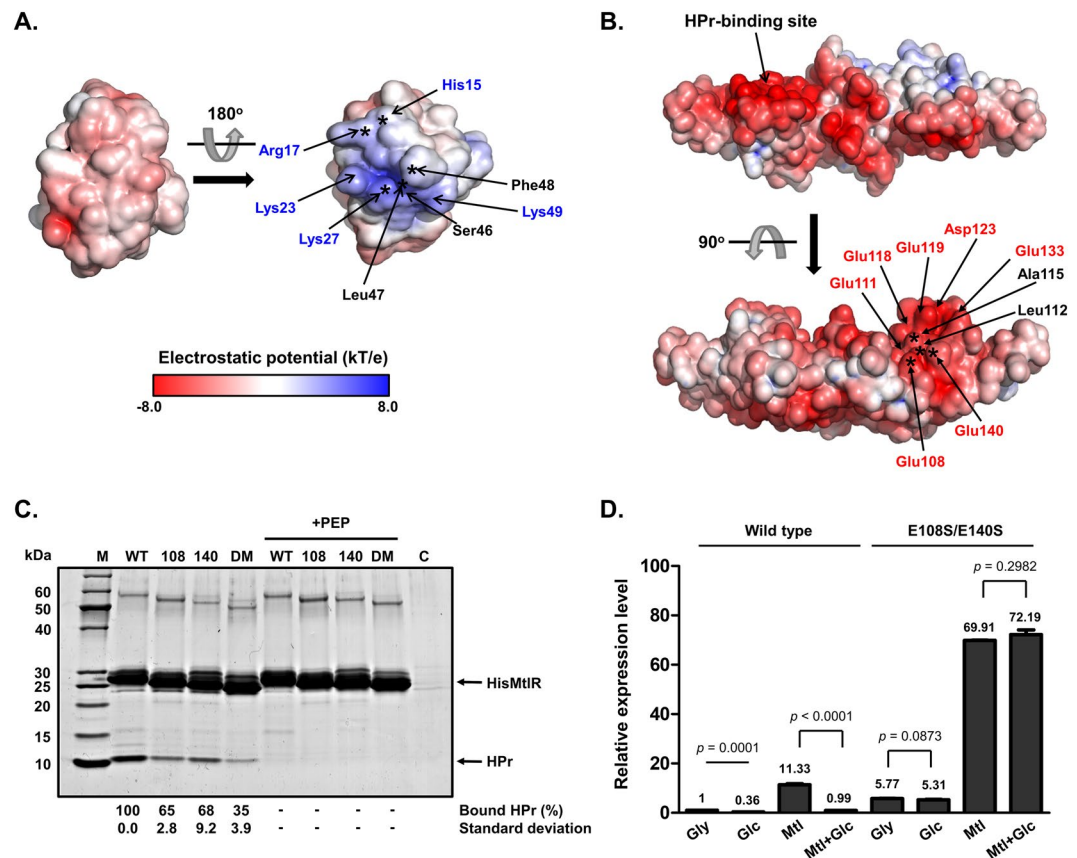 A.
180o
His15
Arg17
Phe48
Lys23
Lys49
Lys27
Ser46
Leu47
Electrostatic potential (kT/e)
-8.0 8.0
B.
HPr-binding site
90o
Asp123
Glu119
Glu118
Glu133
Glu111
Ala115
Leu112
Glu140
Glu108
C.
+PEP
kDa M WT 108 140 DM WT 108 140 DM C
60
50
40
30
25
20
15
10
HisMtlR
HPr
100 65 68 35 - - - - Bound HPr (%)
0.0 2.8 9.2 3.9 - - - - Standard deviation
D.
Wild type E108S/E140S
Relative expression level
100
80
60
40
20
0
p = 0.0001
p < 0.0001
p = 0.0873
p = 0.2982
1 0.36 11.33 0.99 5.77 5.31 69.91 72.19
Gly Glc Mtl Mtl+Glc Gly Glc Mtl Mtl+Glc